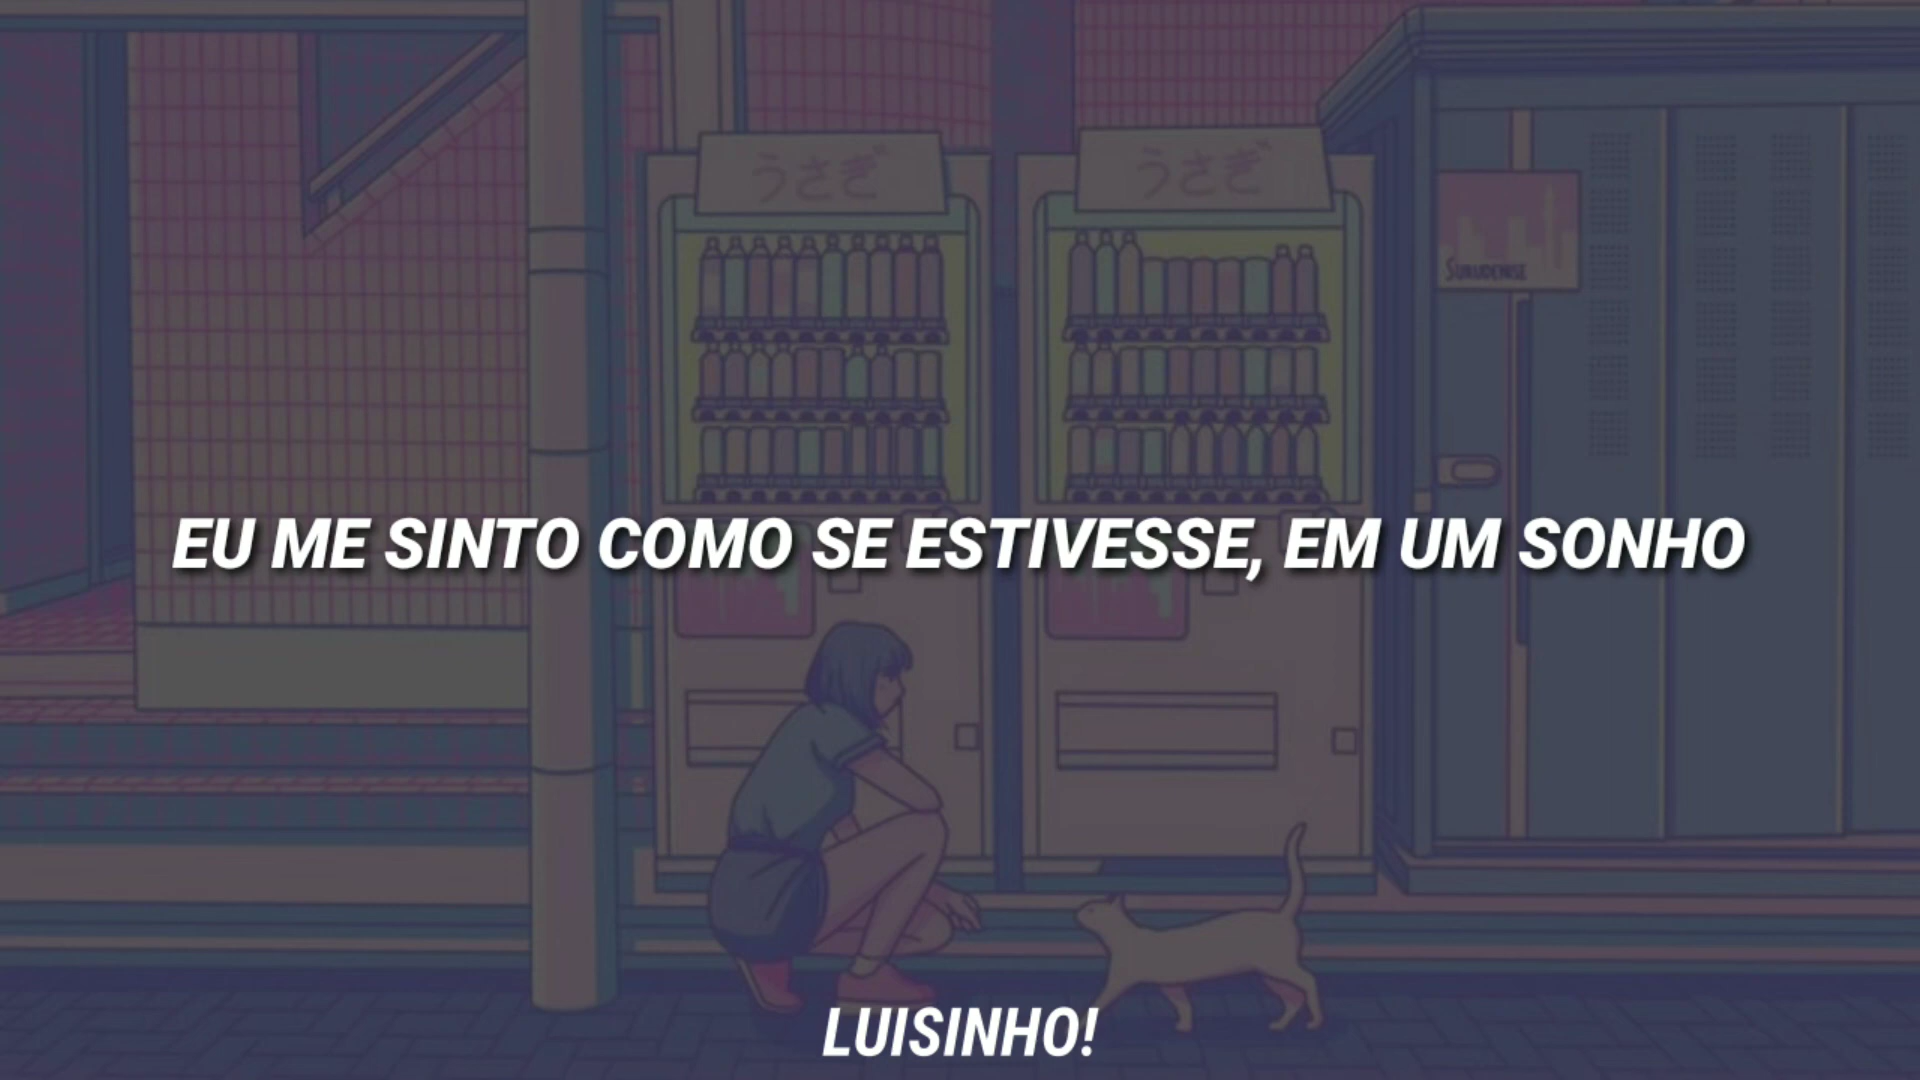 うさぎ
うさぎ
EU ME SINTO COMO SE ESTIVESSE, EM UM SONHO
LUISINHO!